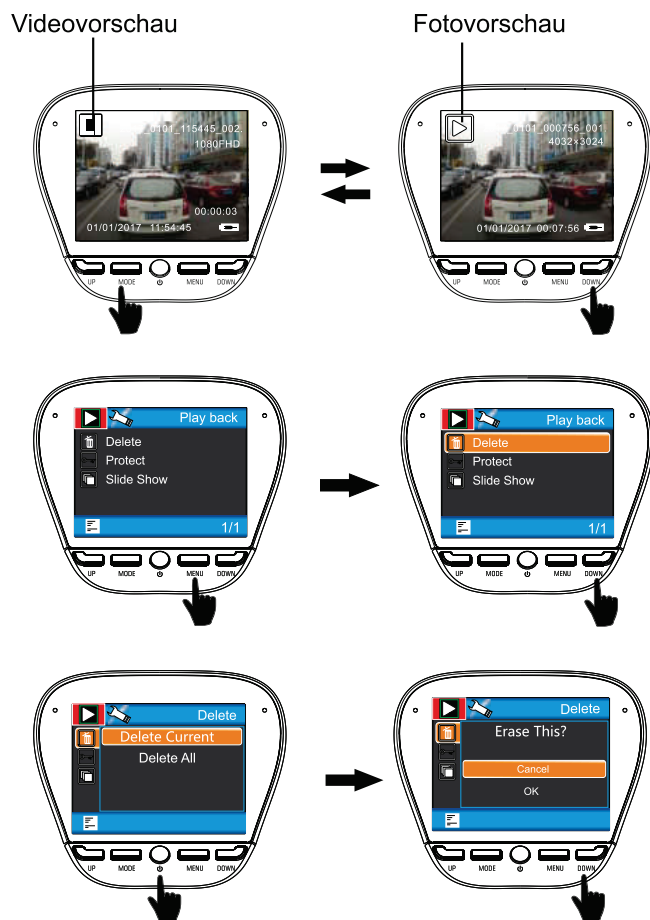 Videovorschau
Fotovorschau
0101_115445_002.
1080FHD
00:00:03
01/01/2017 11:54:45
UP MODE MENU DOWN
0101_000756_001
4032×3024
01/01/2017 00:07:56
UP MODE MENU DOWN
Play back
Delete
Protect
Slide Show
1/1
UP MODE MENU DOWN
Play back
Delete
Protect
Slide Show
1/1
UP MODE MENU DOWN
Delete
Delete Current
Delete All
UP MODE MENU DOWN
Delete
Erase This?
Cancel
OK
UP MODE MENU DOWN